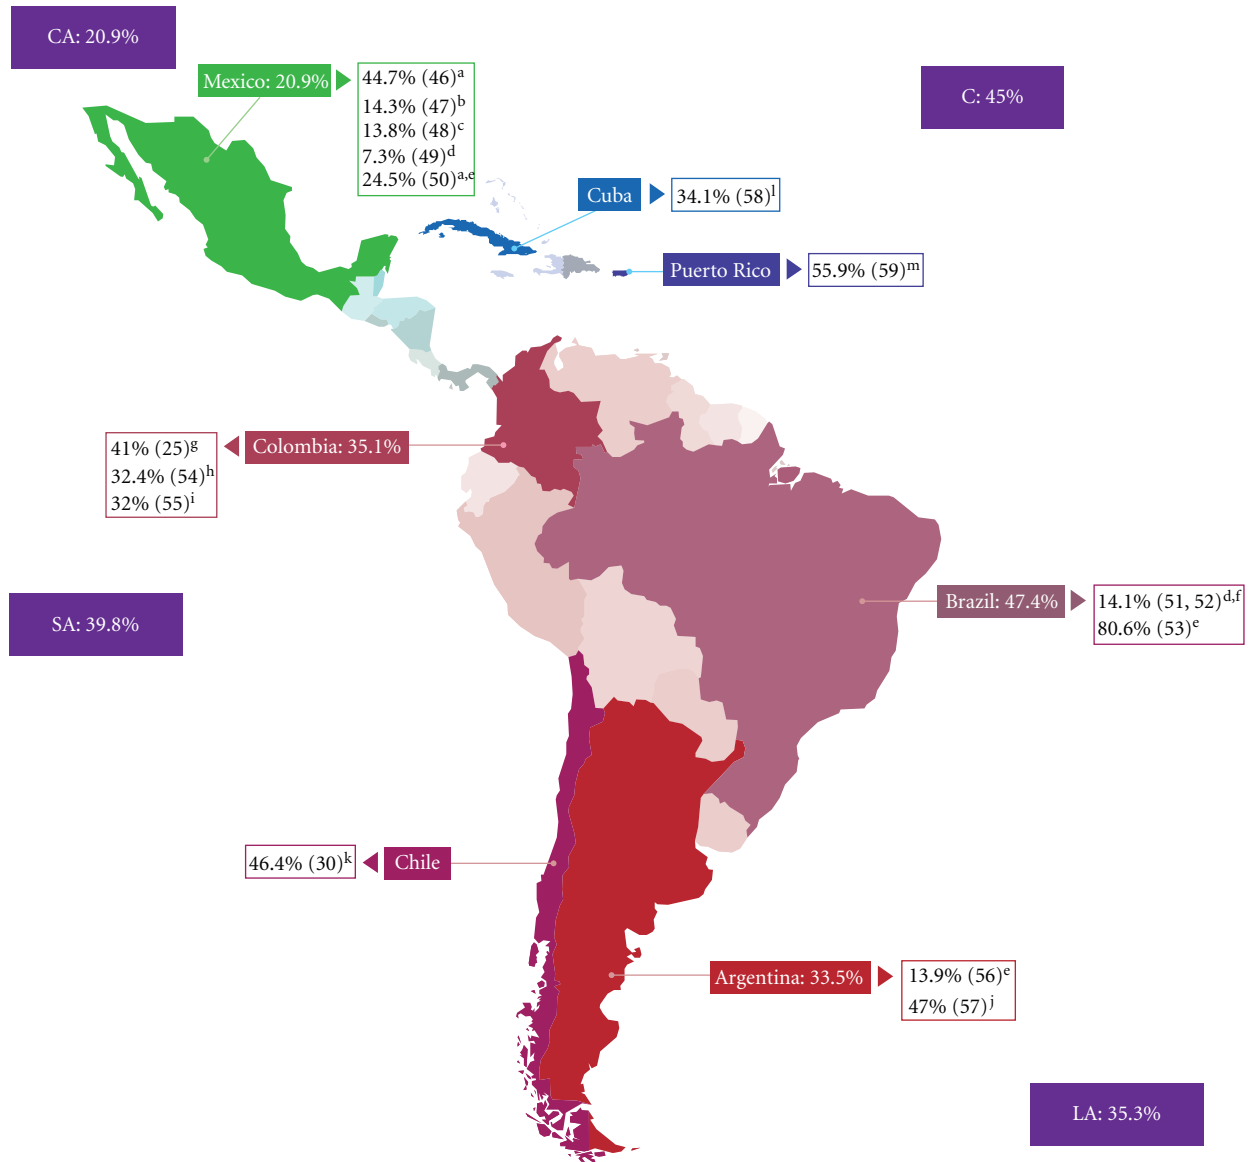 CA: 20.9%
Mexico: 20.9%
44.7% (46)ᵃ
14.3% (47)ᵇ
13.8% (48)ᶜ
7.3% (49)ᵈ
24.5% (50)ᵃ,ᵉ
C: 45%
Cuba
34.1% (58)ˡ
Puerto Rico
55.9% (59)ᵐ
Colombia: 35.1%
41% (25)ᵍ
32.4% (54)ʰ
32% (55)ⁱ
SA: 39.8%
Brazil: 47.4%
14.1% (51, 52)ᵈ,ᶠ
80.6% (53)ᵉ
Chile
46.4% (30)ᵏ
Argentina: 33.5%
13.9% (56)ᵉ
47% (57)ʲ
LA: 35.3%